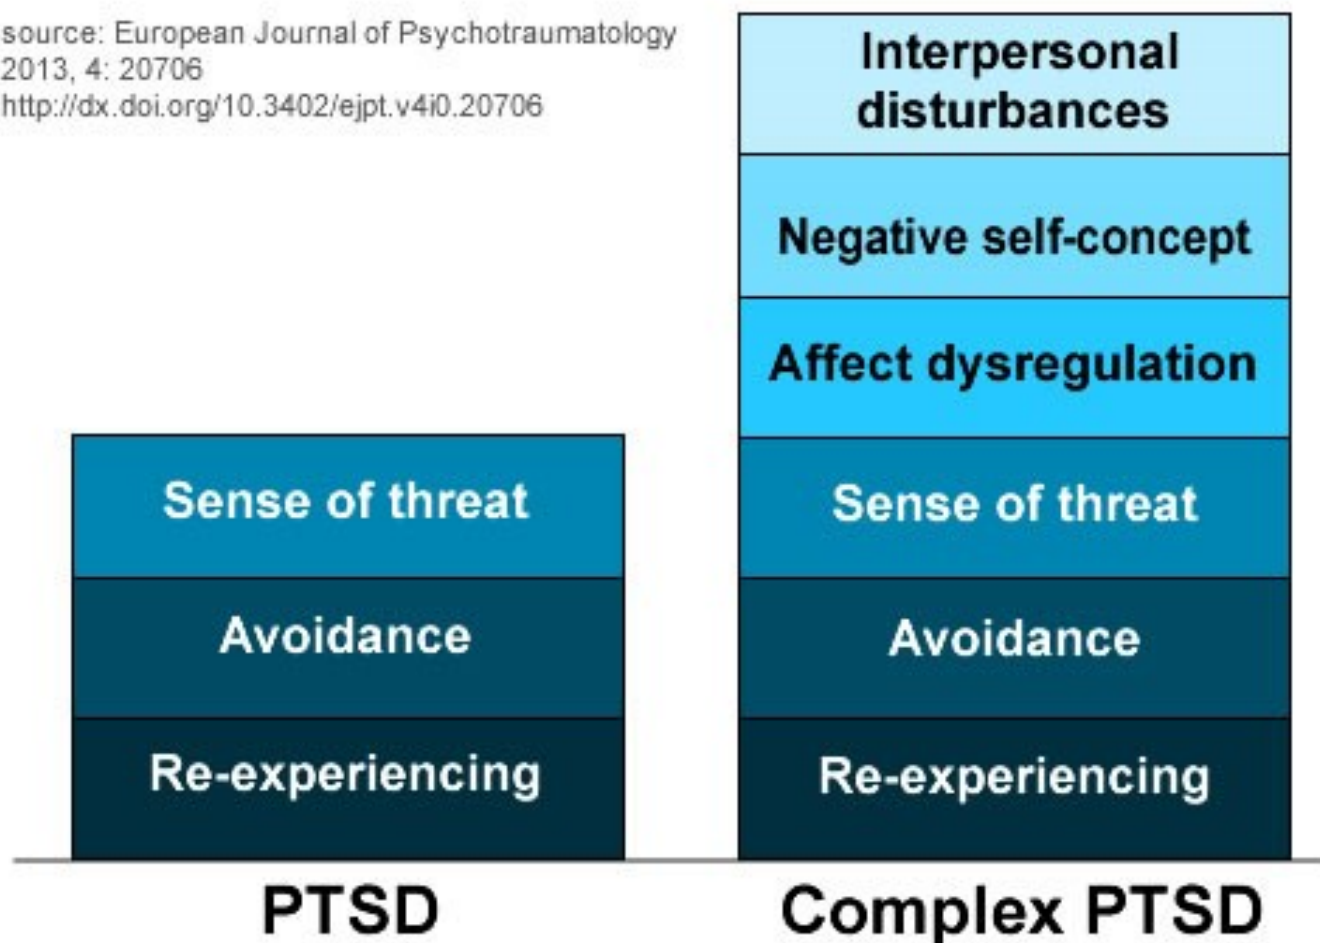 source: European Journal of Psychotraumatology
2013, 4: 20706
http://dx.doi.org/10.3402/ejpt.v4i0.20706
Sense of threat
Avoidance
Re-experiencing
PTSD
Interpersonal
disturbances
Negative self-concept
Affect dysregulation
Sense of threat
Avoidance
Re-experiencing
Complex PTSD